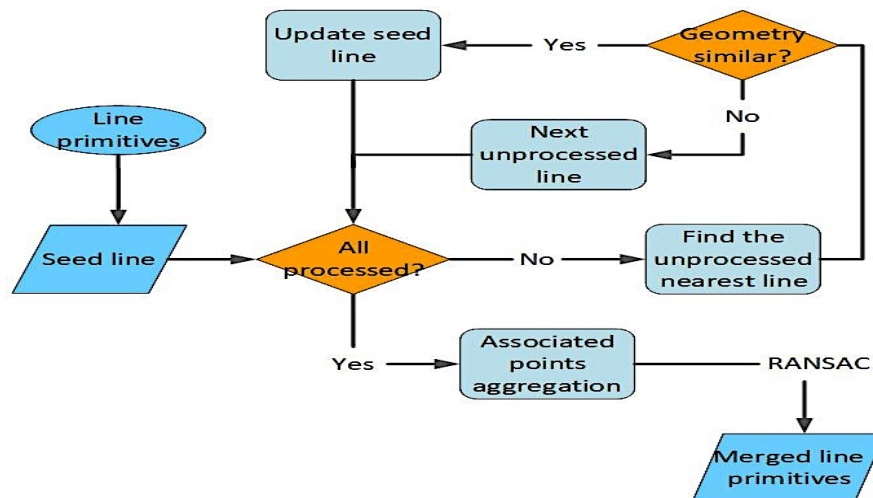 Update seed
line
Yes
Geometry
similar?
No
Line
primitives
Next
unprocessed
line
Seed line
All
processed?
No
Find the
unprocessed
nearest line
Yes
Associated
points
aggregation
RANSAC
Merged line
primitives